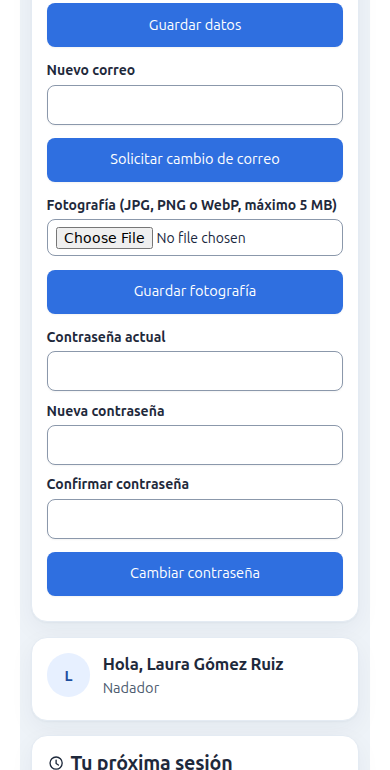 Guardar datos
Nuevo correo
Solicitar cambio de correo
Fotografía (JPG, PNG o WebP, máximo 5 MB)
Choose File No file chosen
Guardar fotografía
Contraseña actual
Nueva contraseña
Confirmar contraseña
Cambiar contraseña
L
Hola, Laura Gómez Ruiz
Nadador
Tu próxima sesión